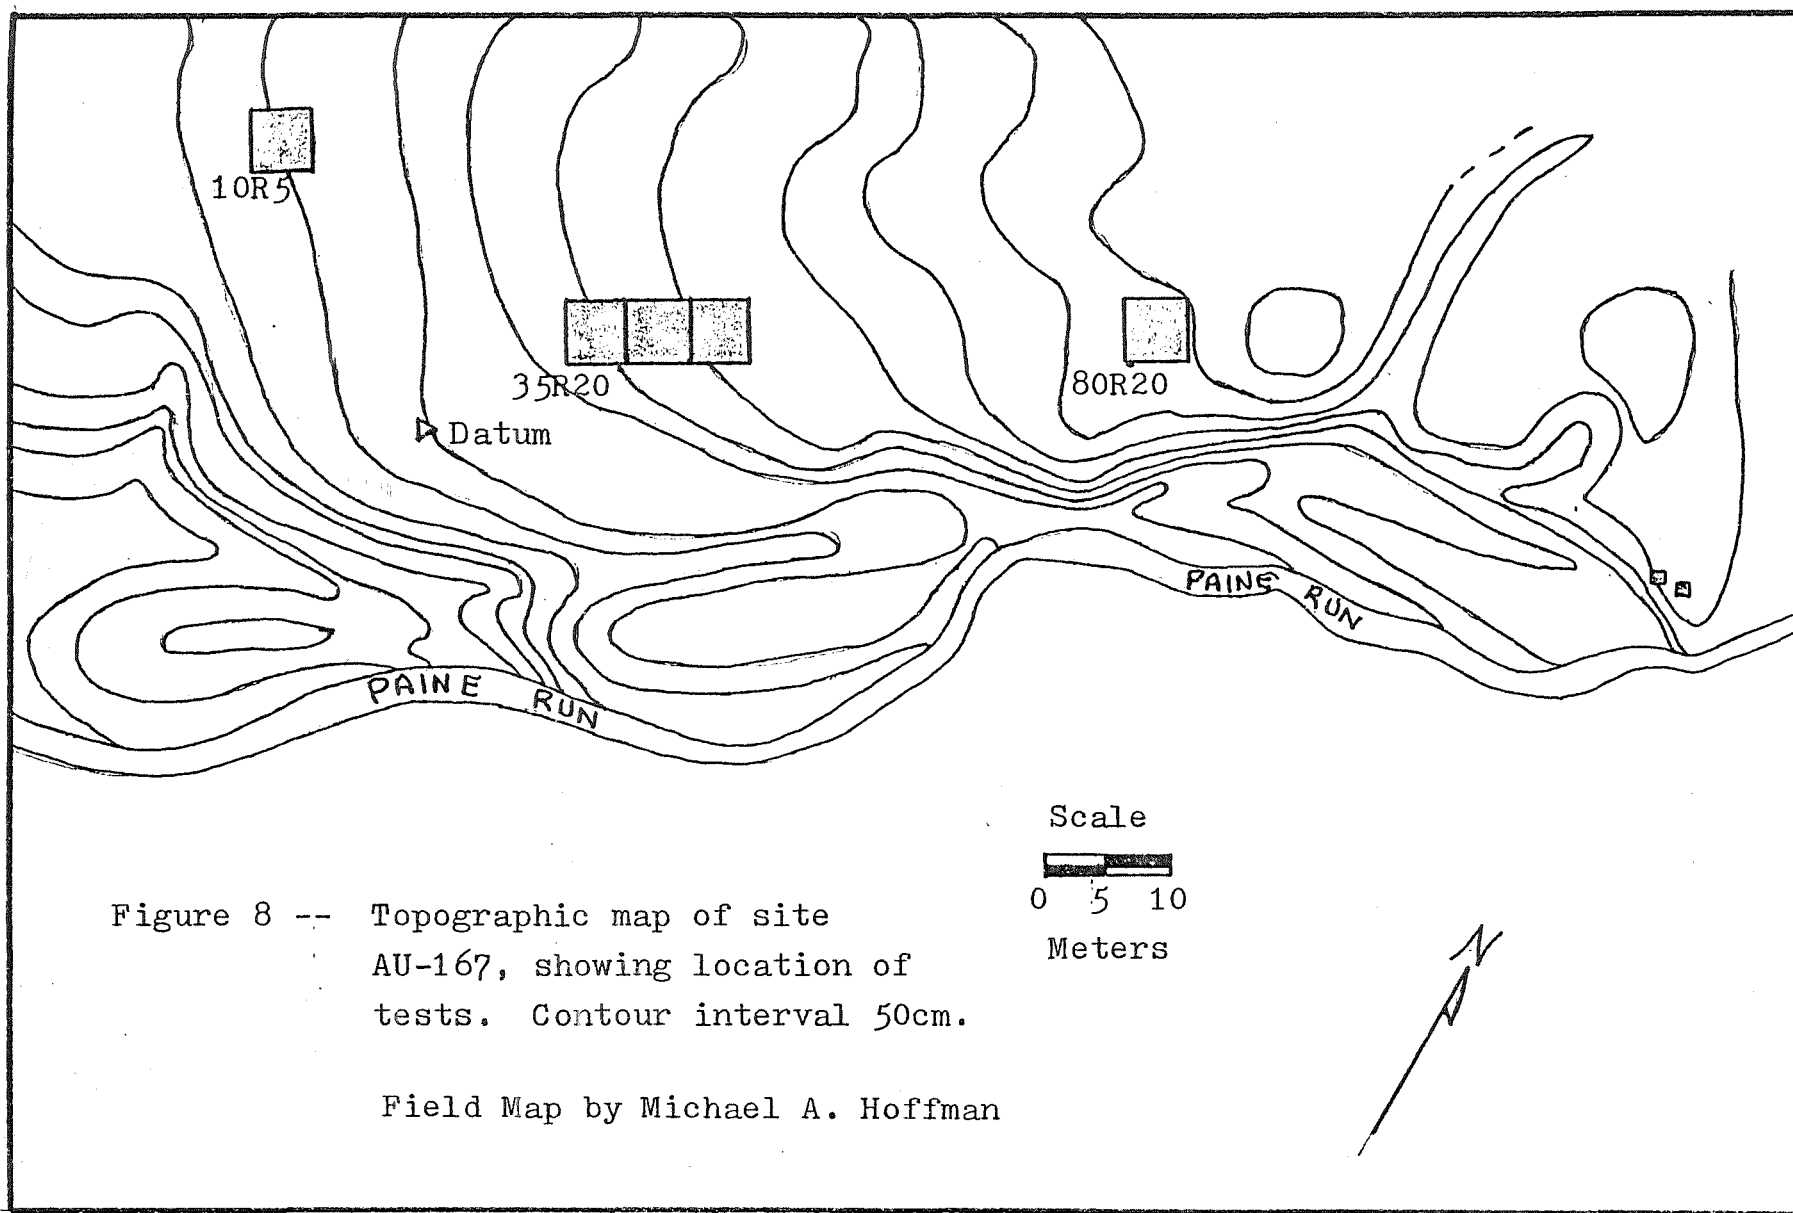 10R5
35R20
80R20
Datum
PAINE RUN
PAINE RUN
Scale
0 5 10
Meters
N
Figure 8 -- Topographic map of site
AU-167, showing location of
tests. Contour interval 50cm.
Field Map by Michael A. Hoffman